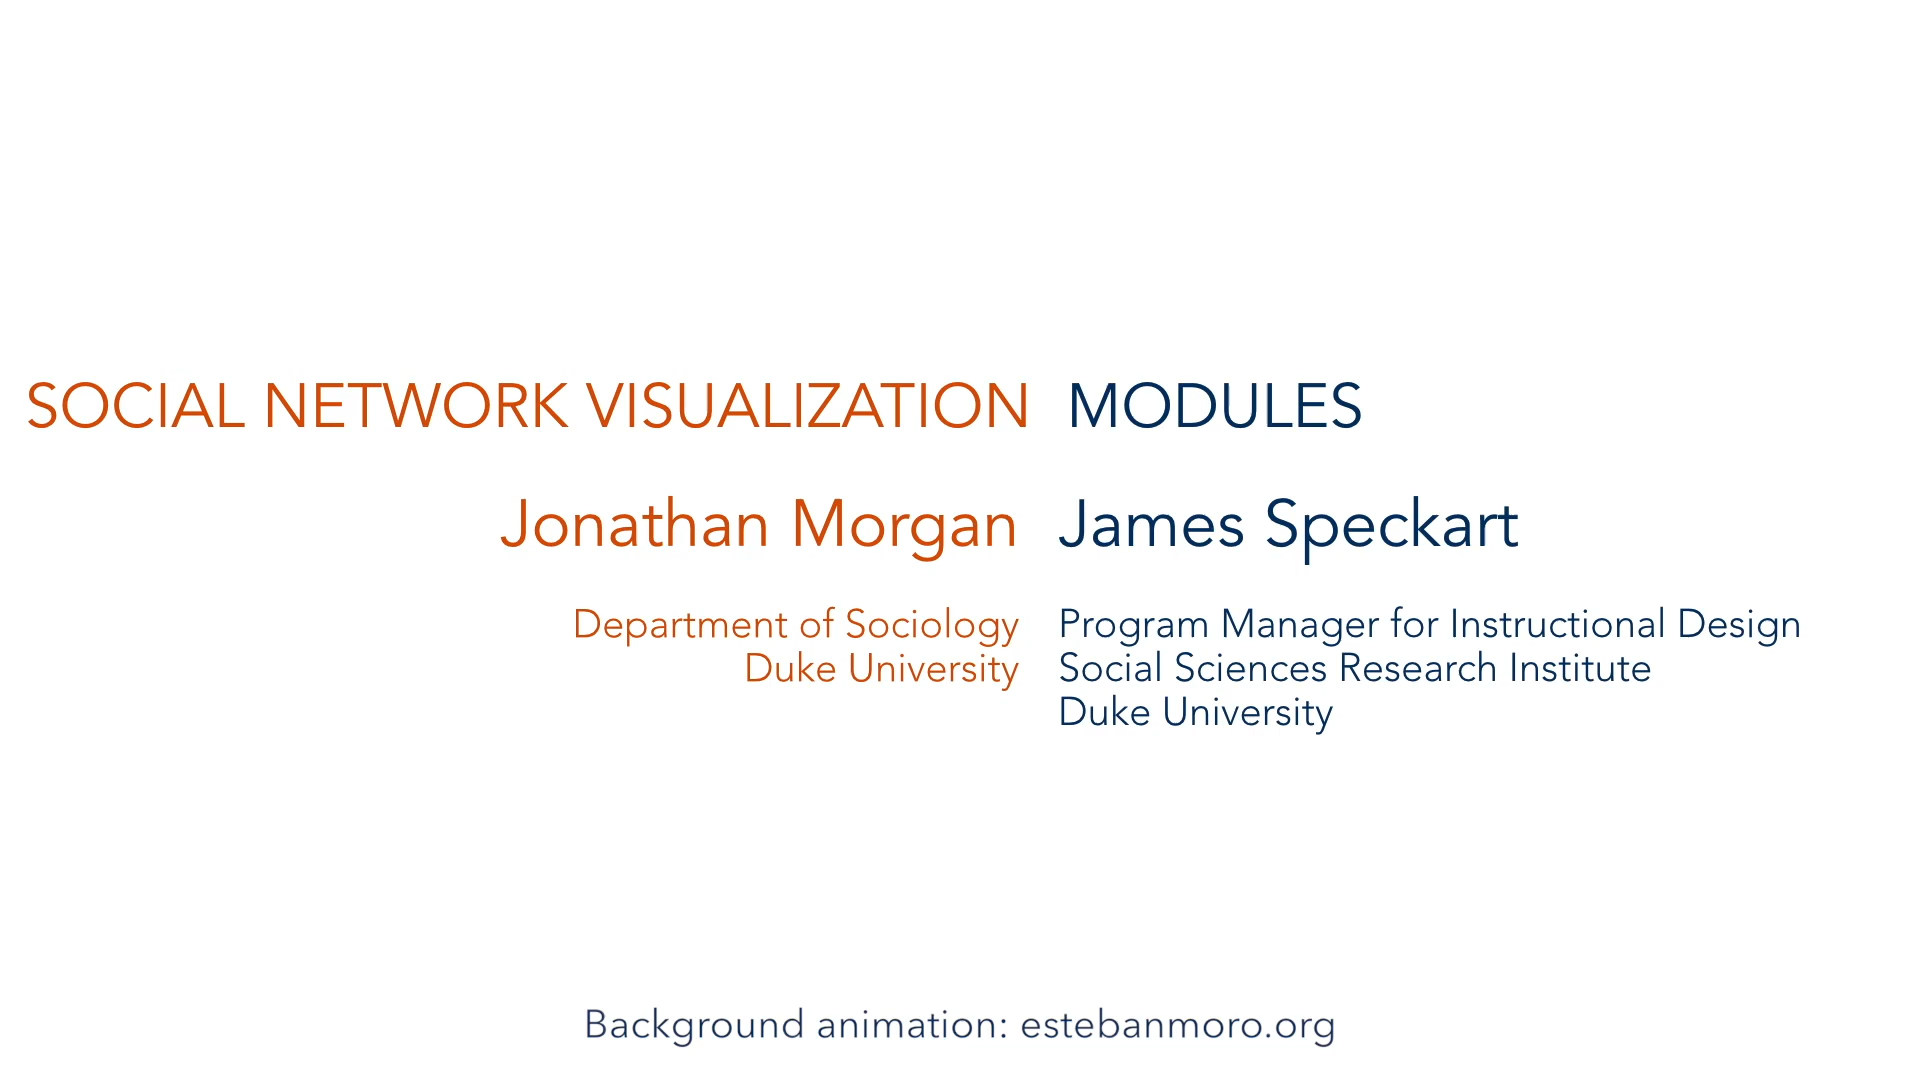 SOCIAL NETWORK VISUALIZATION MODULES
Jonathan Morgan
Department of Sociology
Duke University
James Speckart
Program Manager for Instructional Design
Social Sciences Research Institute
Duke University
Background animation: estebanmoro.org